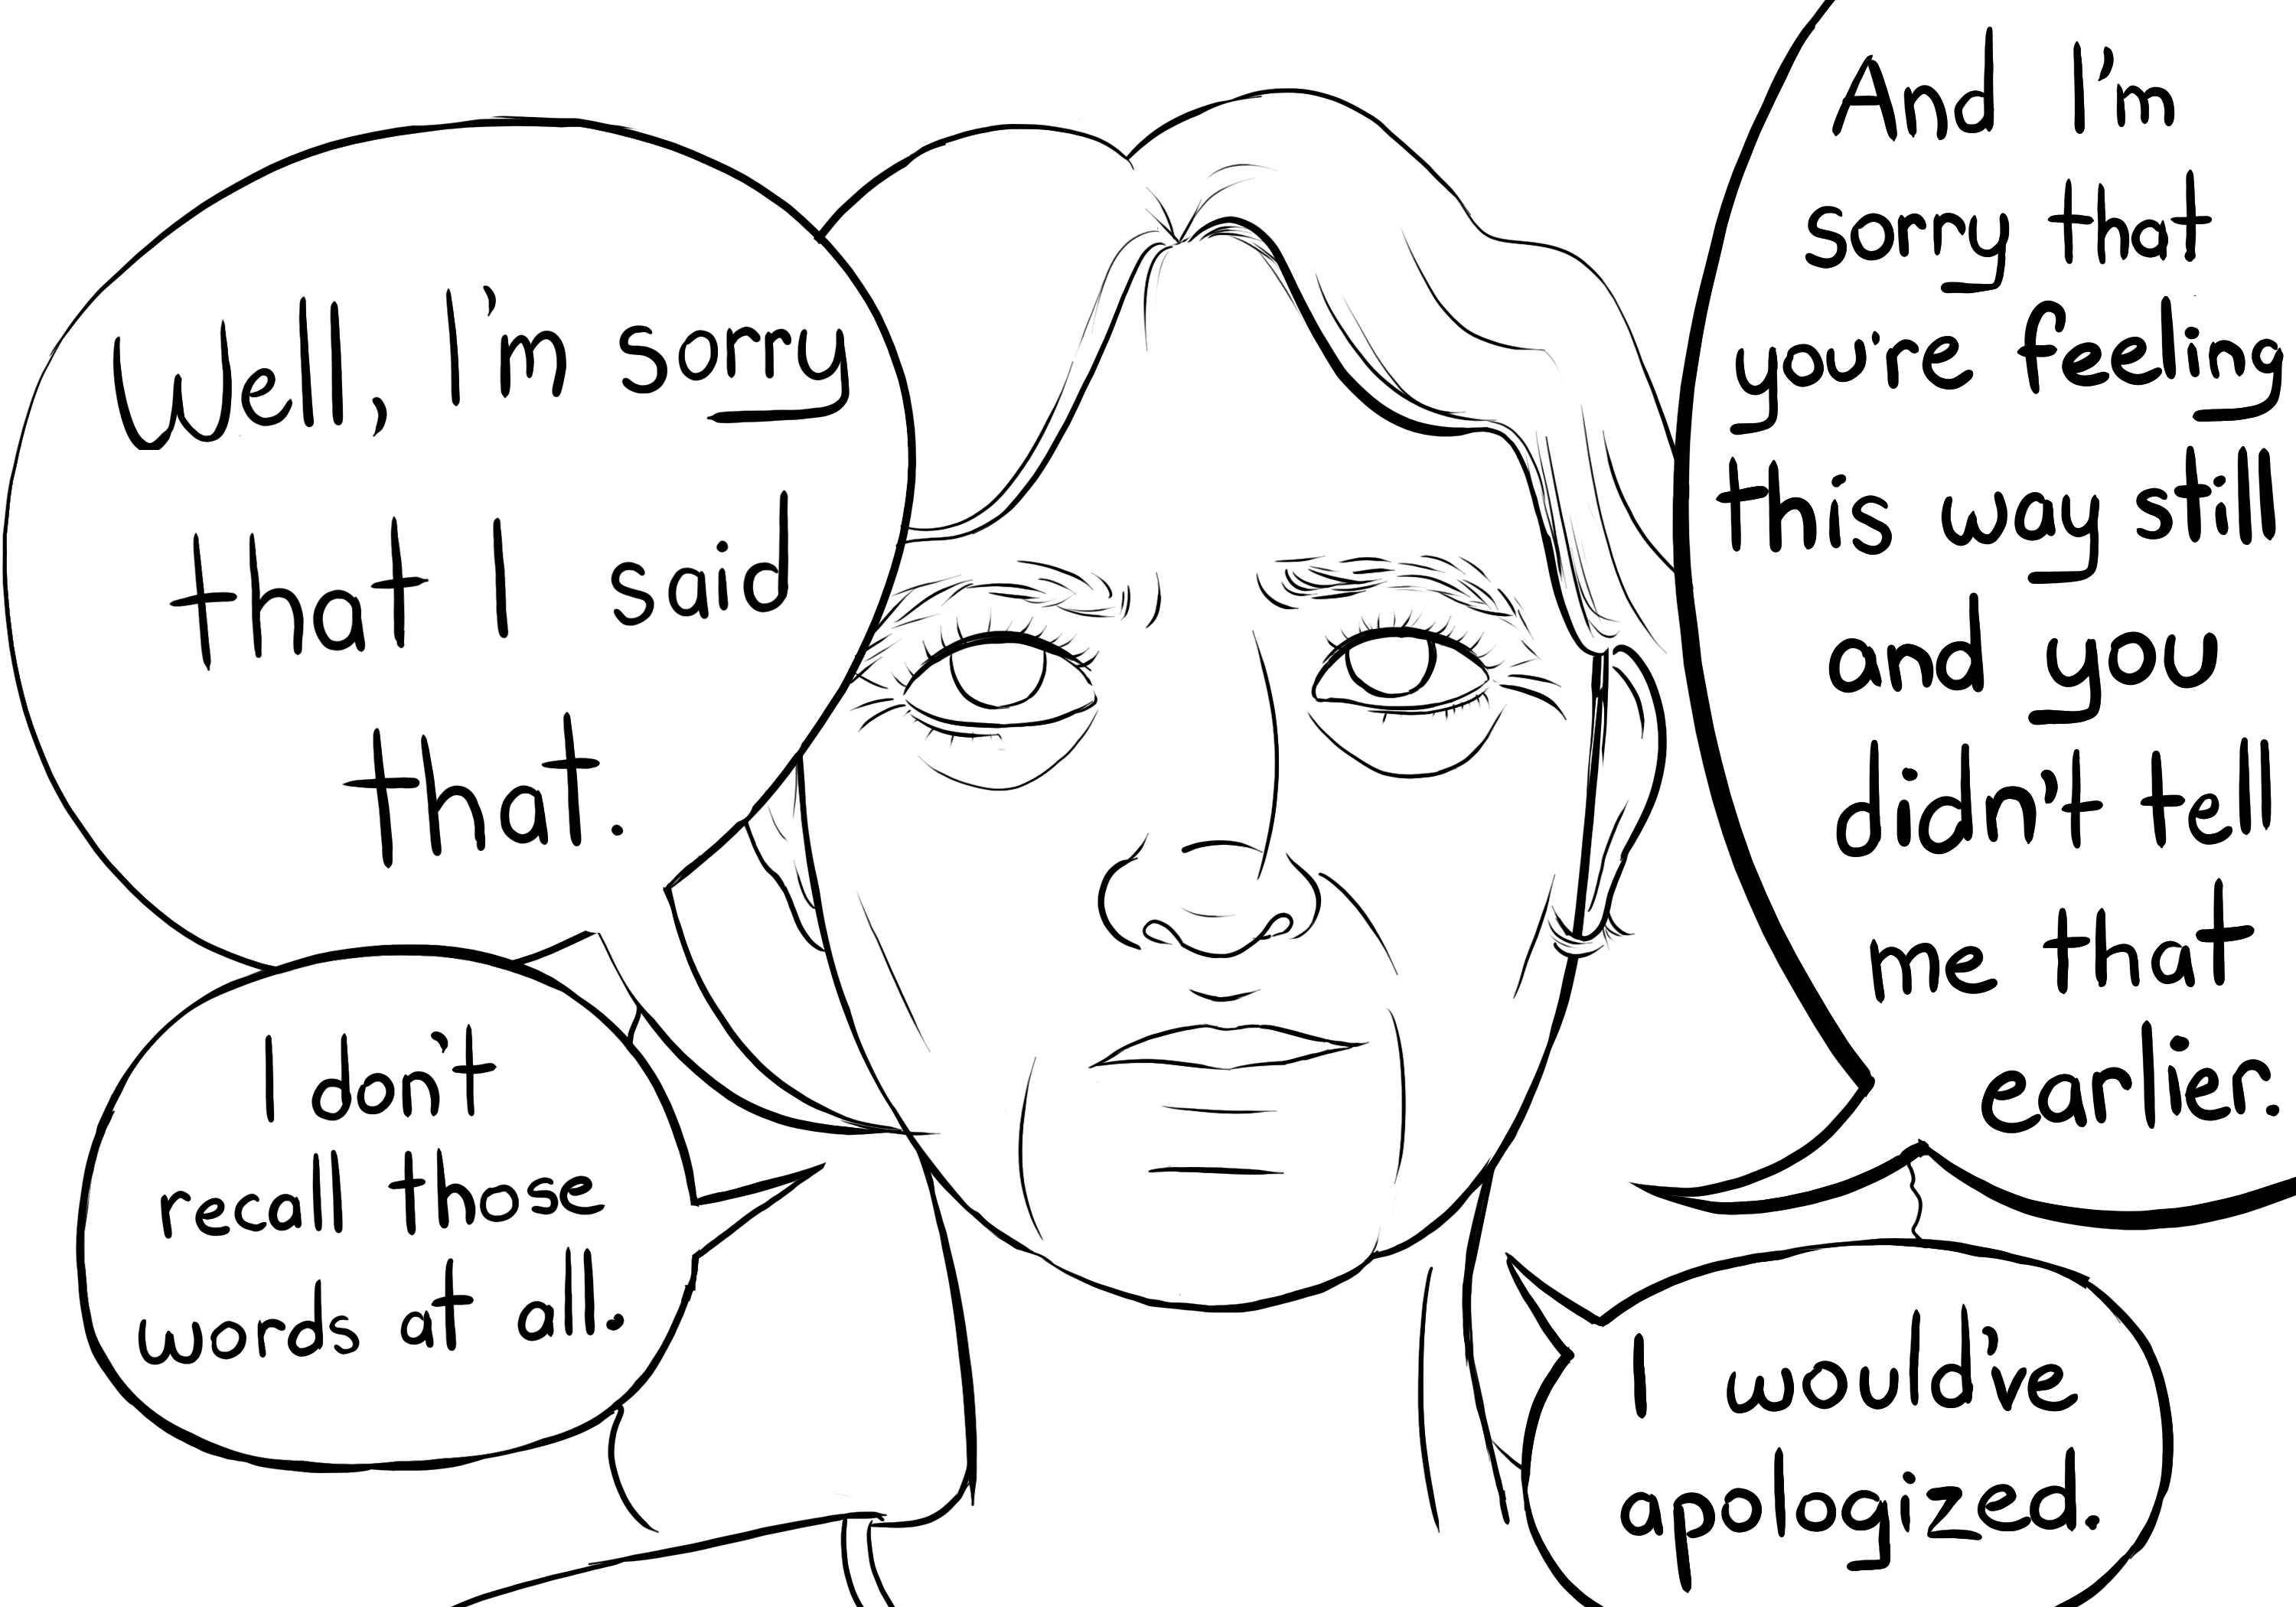 Well, I'm sorry
that I said
that.
I don't
recall those
words at all.
And I'm
sorry that
you're feeling
this way still
and you
didn't tell
me that
earlier.
I would've
apologized.